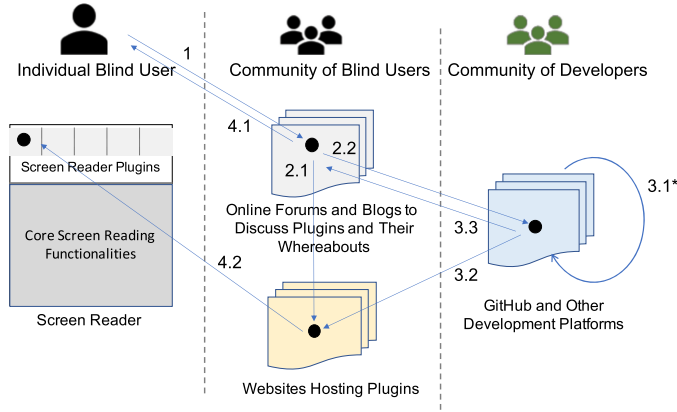 1
Individual Blind User
Community of Blind Users
Community of Developers
4.1
2.2
2.1
3.1*
Screen Reader Plugins
Core Screen Reading
Functionalities
Online Forums and Blogs to
Discuss Plugins and Their
Whereabouts
3.3
4.2
3.2
GitHub and Other
Development Platforms
Screen Reader
Websites Hosting Plugins